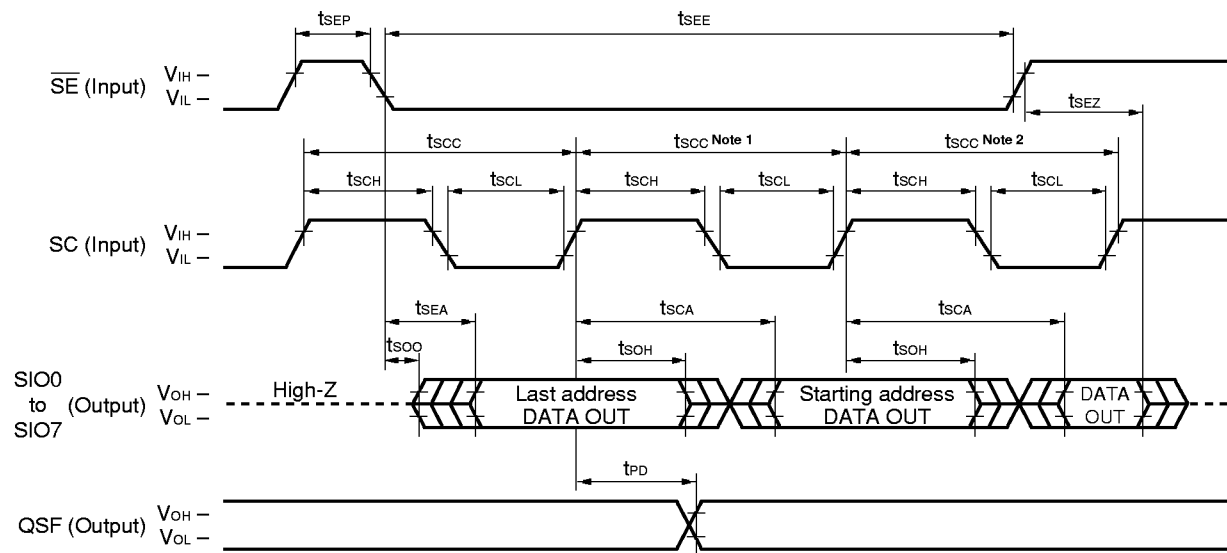 tSEP
tSEE
SE (Input)
VIH
VIL
tSEZ
tSCC
tSCC Note 1
tSCC Note 2
tSCH
tSCL
tSCH
tSCL
tSCH
tSCL
SC (Input)
VIH
VIL
tSEA
tSCA
tSCA
tSOO
tSOH
tSOH
SIO0
to
SIO7
(Output)
VOH
VOL
High-Z
Last address
DATA OUT
Starting address
DATA OUT
DATA
OUT
tPD
QSF (Output)
VOH
VOL